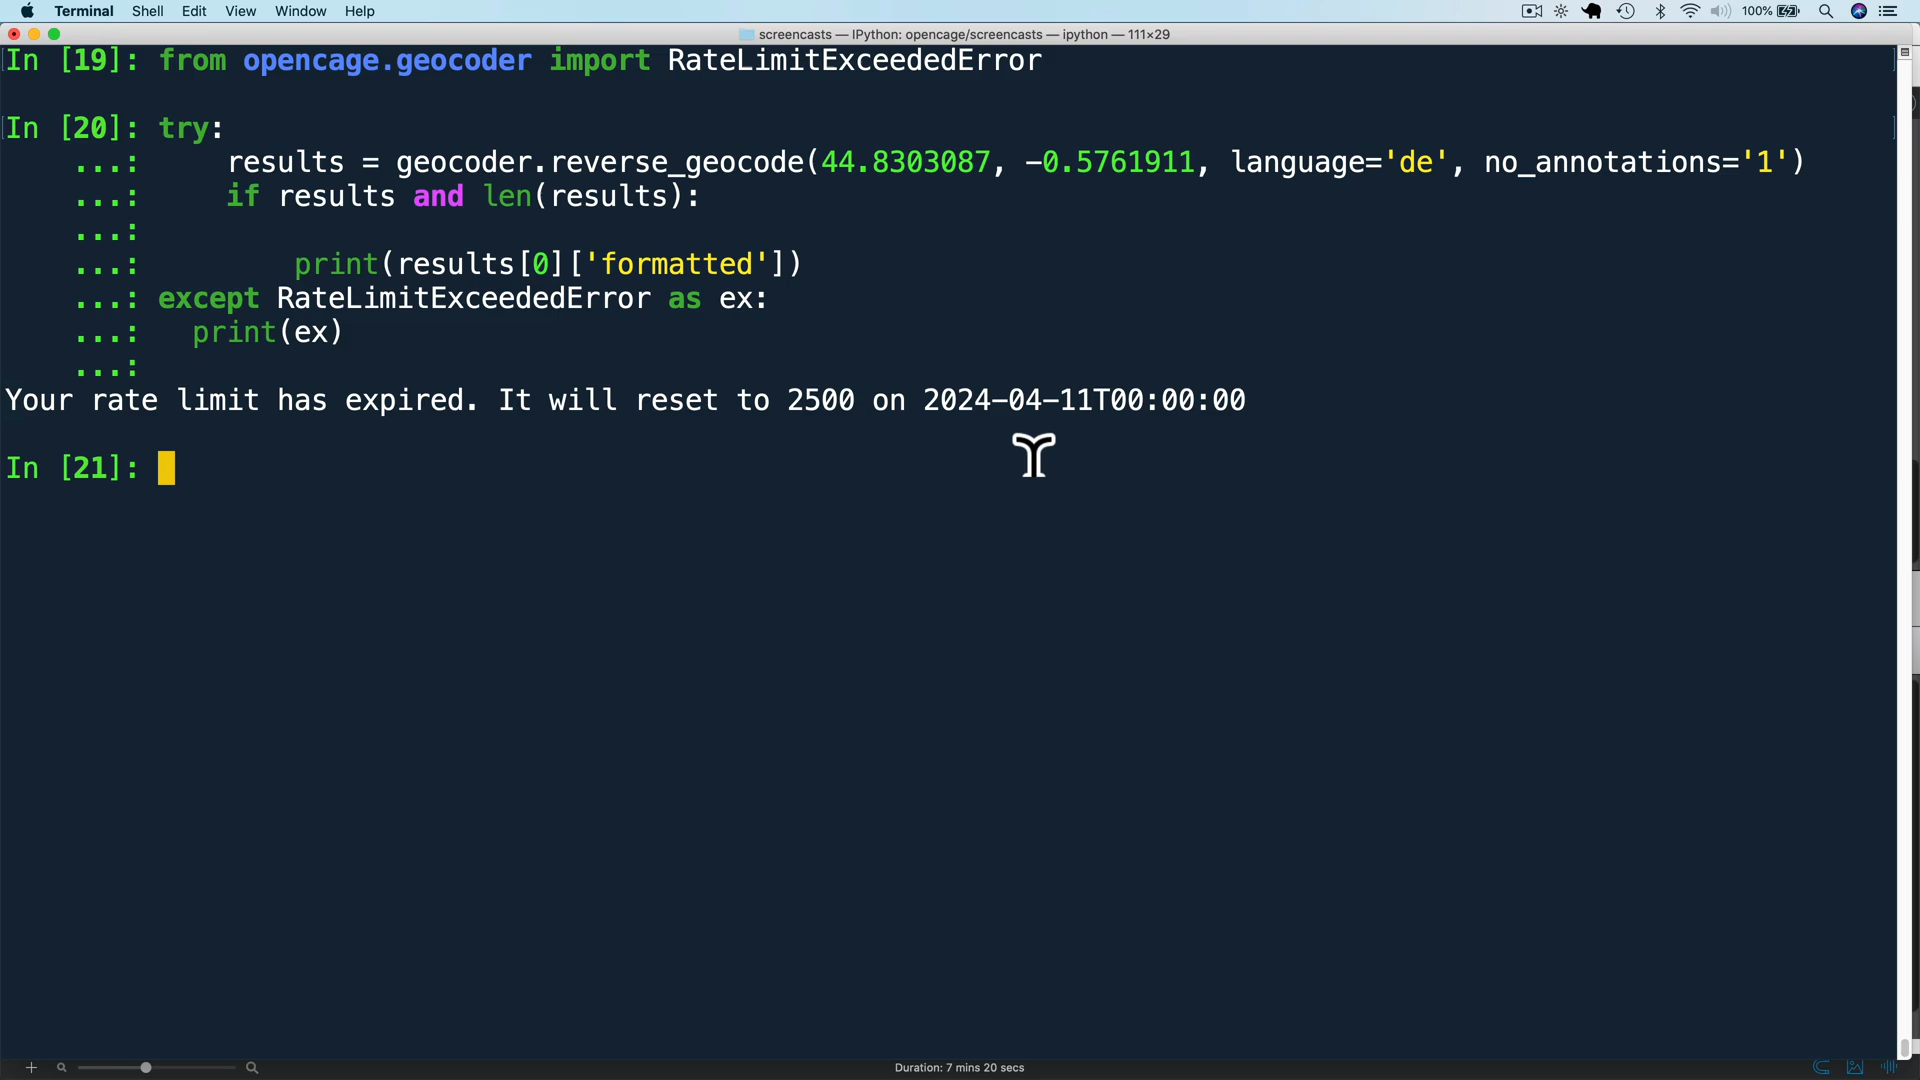 Terminal Shell Edit View Window Help 100%
screencasts — IPython: opencage/screencasts — ipython — 111×29
In [19]: from opencage.geocoder import RateLimitExceededError
In [20]: try:
...: results = geocoder.reverse_geocode(44.8303087, -0.5761911, language='de', no_annotations='1')
...: if results and len(results):
...:
...: print(results[0]['formatted'])
...: except RateLimitExceededError as ex:
...: print(ex)
...:
Your rate limit has expired. It will reset to 2500 on 2024-04-11T00:00:00
In [21]:
Duration: 7 mins 20 secs